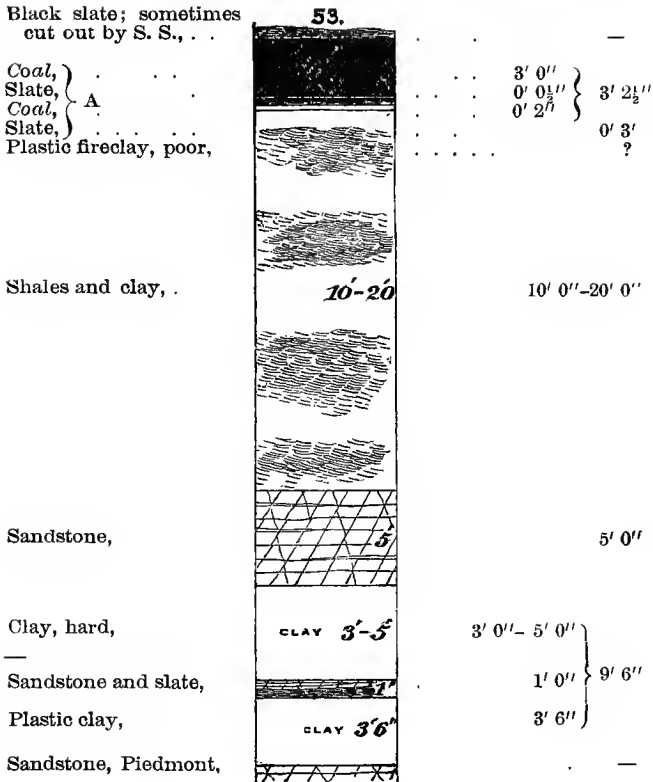 53.
Black slate; sometimes
cut out by S. S., . . . . —
Coal, . . . . . 3' 0''
Slate, A 0' 0½'' 3' 2½''
Coal, 0' 2''
Slate, . . . . . 0' 3'
Plastic fireclay, poor, . . . . . ?
Shales and clay, . 10'-20' 10' 0''-20' 0''
Sandstone, 5' 5' 0''
Clay, hard, CLAY 3'-5' 3' 0''- 5' 0''
—
9' 6''
Sandstone and slate, 1'' . 1' 0''
Plastic clay, CLAY 3'6'' 3' 6''
Sandstone, Piedmont, . —